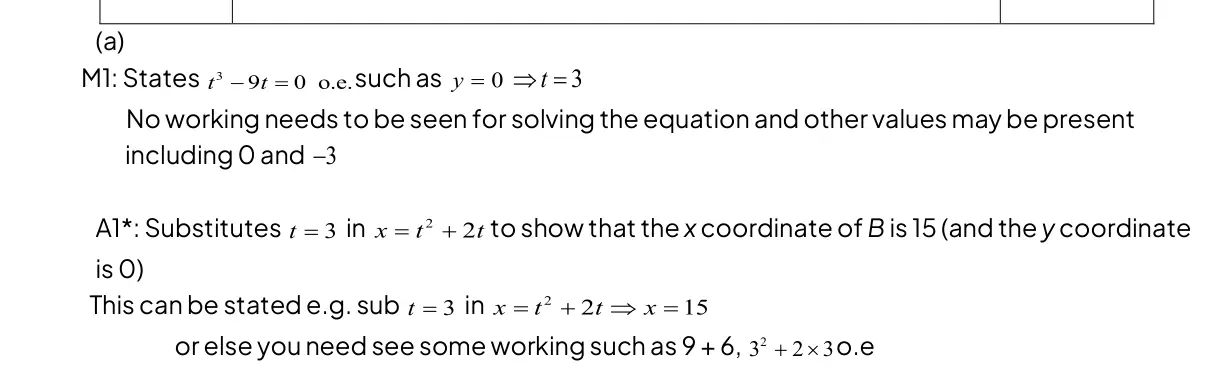 (a)
M1: States t³ − 9t = 0 o.e. such as y = 0 ⇒ t = 3
No working needs to be seen for solving the equation and other values may be present
including 0 and −3
A1*: Substitutes t = 3 in x = t² + 2t to show that the x coordinate of B is 15 (and the y coordinate
is 0)
This can be stated e.g. sub t = 3 in x = t² + 2t ⇒ x = 15
or else you need see some working such as 9 + 6, 3² + 2 × 3 o.e